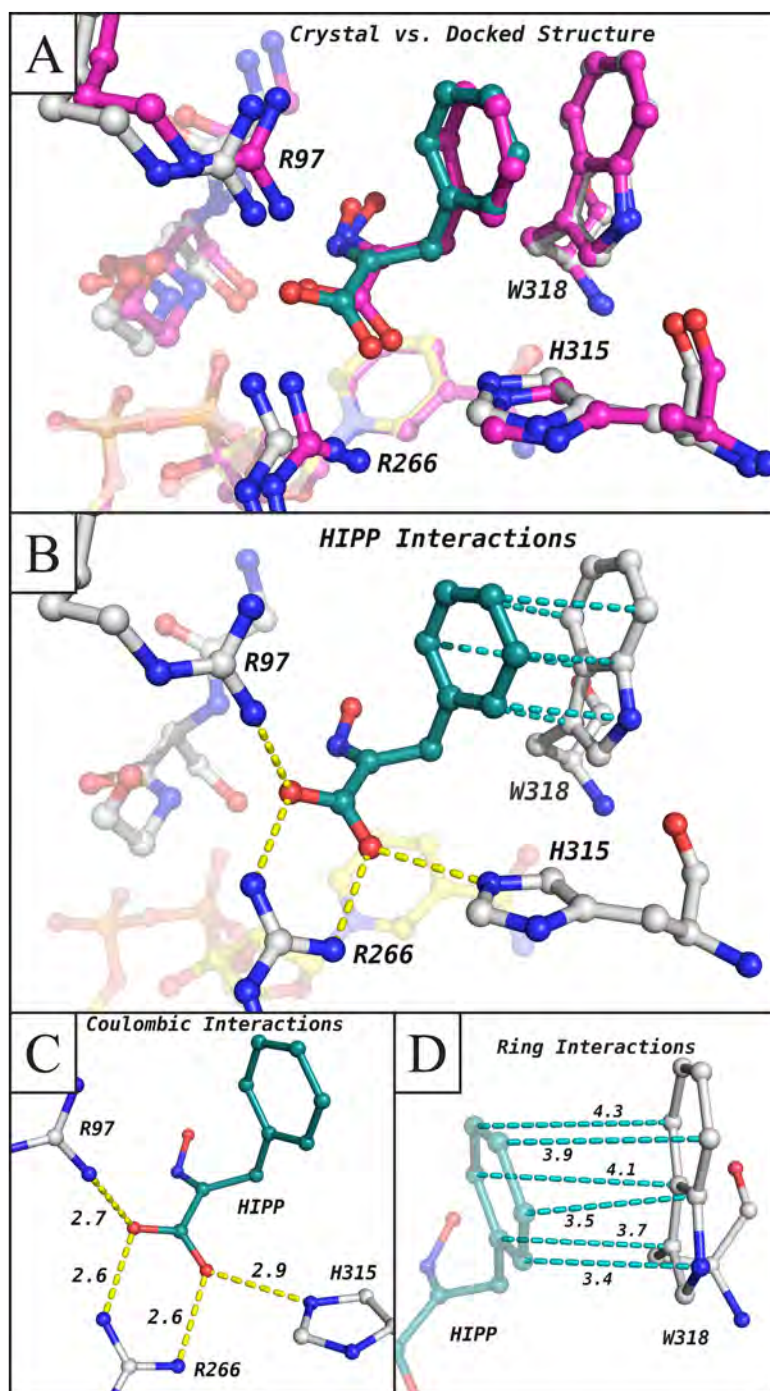 A
Crystal vs. Docked Structure
R97
W318
H315
R266
B
HIPP Interactions
R97
W318
H315
R266
C
Coulombic Interactions
R97
HIPP
2.7
2.6
2.9
H315
2.6
R266
D
Ring Interactions
4.3
3.9
4.1
3.5
3.7
3.4
HIPP
W318